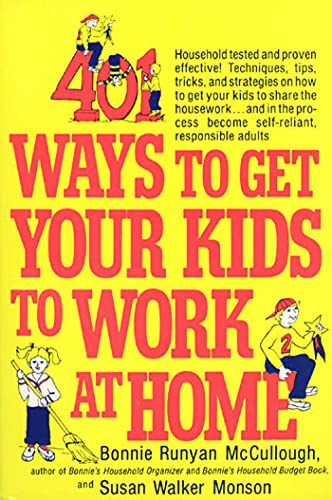 401
Household tested and proven
effective! Techniques, tips,
tricks, and strategies on how
to get your kids to share the
housework...and in the pro-
cess become self-reliant,
responsible adults
WAYS TO GET
YOUR KIDS
TO WORK
AT HOME
2
Bonnie Runyan McCullough,
author of Bonnie's Household Organizer and Bonnie's Household Budget Book,
and Susan Walker Monson